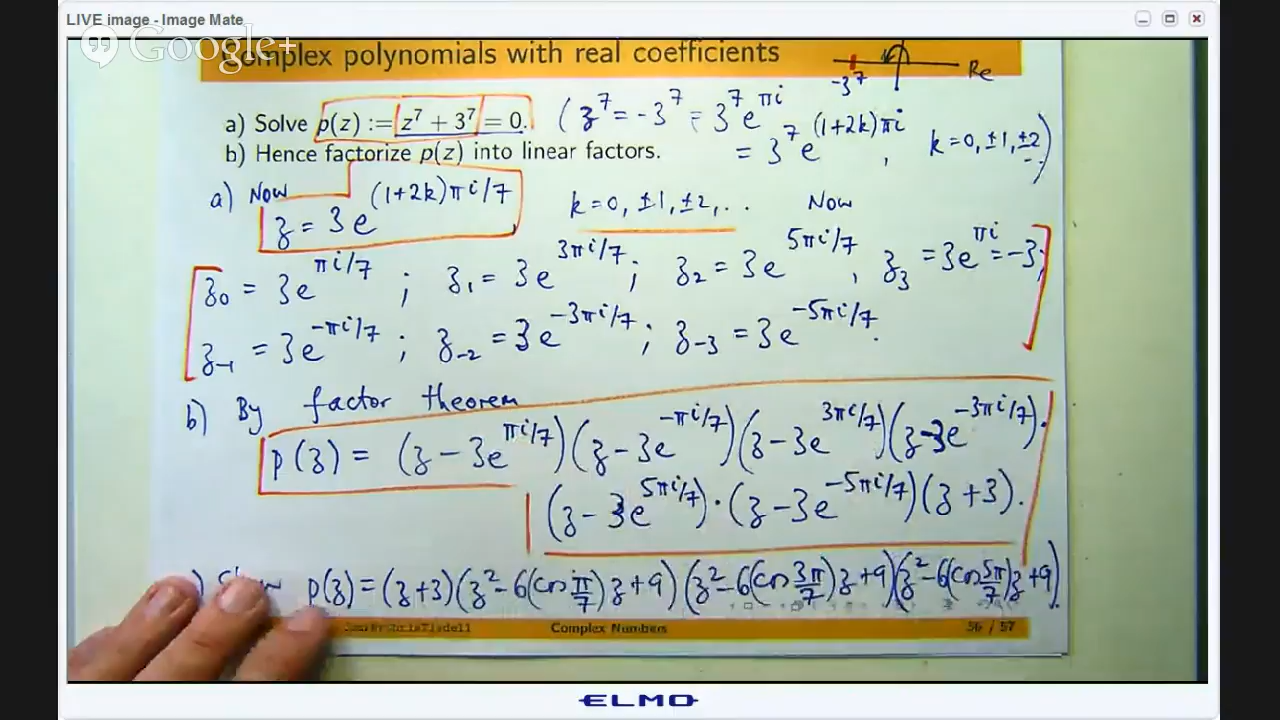 LIVE image - Image Mate
Google+
Complex polynomials with real coefficients
-3^7 Re
a) Solve p(z) := z^7 + 3^7 = 0. (z^7 = -3^7 = 3^7 e^{πi}
b) Hence factorize p(z) into linear factors. = 3^7 e^{(1+2k)πi}, k=0, ±1, ±2)
a) Now z = 3e^{(1+2k)πi/7} k=0, ±1, ±2, .. Now
z_0 = 3e^{πi/7} ; z_1 = 3e^{3πi/7} ; z_2 = 3e^{5πi/7}, z_3 = 3e^{πi} = -3;
z_{-1} = 3e^{-πi/7} ; z_{-2} = 3e^{-3πi/7} ; z_{-3} = 3e^{-5πi/7}.
b) By factor theorem
p(z) = (z - 3e^{πi/7})(z - 3e^{-πi/7})(z - 3e^{3πi/7})(z - 3e^{-3πi/7}).
(z - 3e^{5πi/7})·(z - 3e^{-5πi/7})(z + 3).
) Show p(z) = (z+3)(z^2 - 6(cos π/7)z + 9)(z^2 - 6(cos 3π/7)z + 9)(z^2 - 6(cos 5π/7)z + 9).
Complex Numbers 56 / 57
ELMO